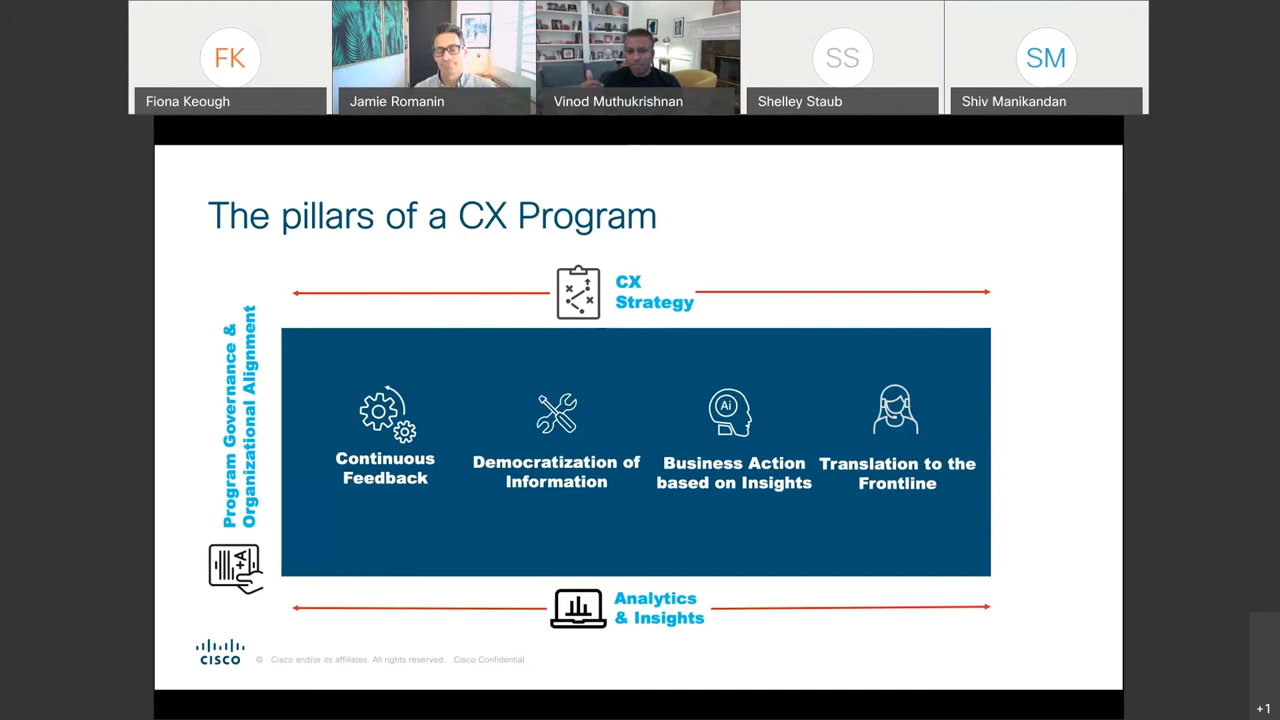 FK
SS
SM
Fiona Keough
Jamie Romanin
Vinod Muthukrishnan
Shelley Staub
Shiv Manikandan
The pillars of a CX Program
CX
Strategy
Program Governance &
Organizational Alignment
Ai
Continuous
Feedback
Democratization of
Information
Business Action
based on Insights
Translation to the
Frontline
+A
Analytics
& Insights
CISCO
© Cisco and/or its affiliates. All rights reserved. Cisco Confidential
+1